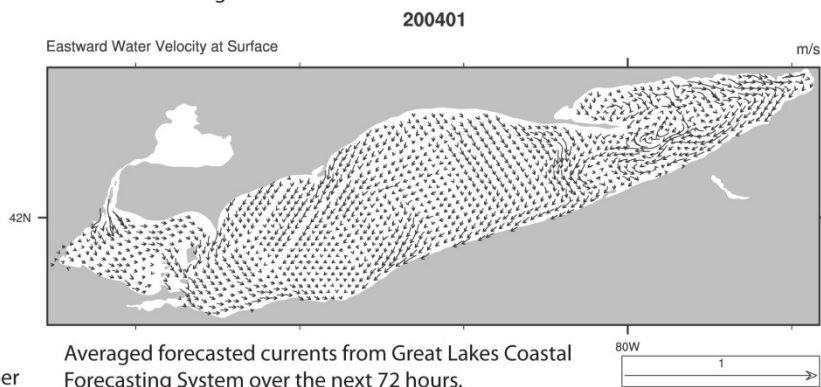 200401
Eastward Water Velocity at Surface
m/s
42N
80W
1
Averaged forecasted currents from Great Lakes Coastal
Forecasting System over the next 72 hours.